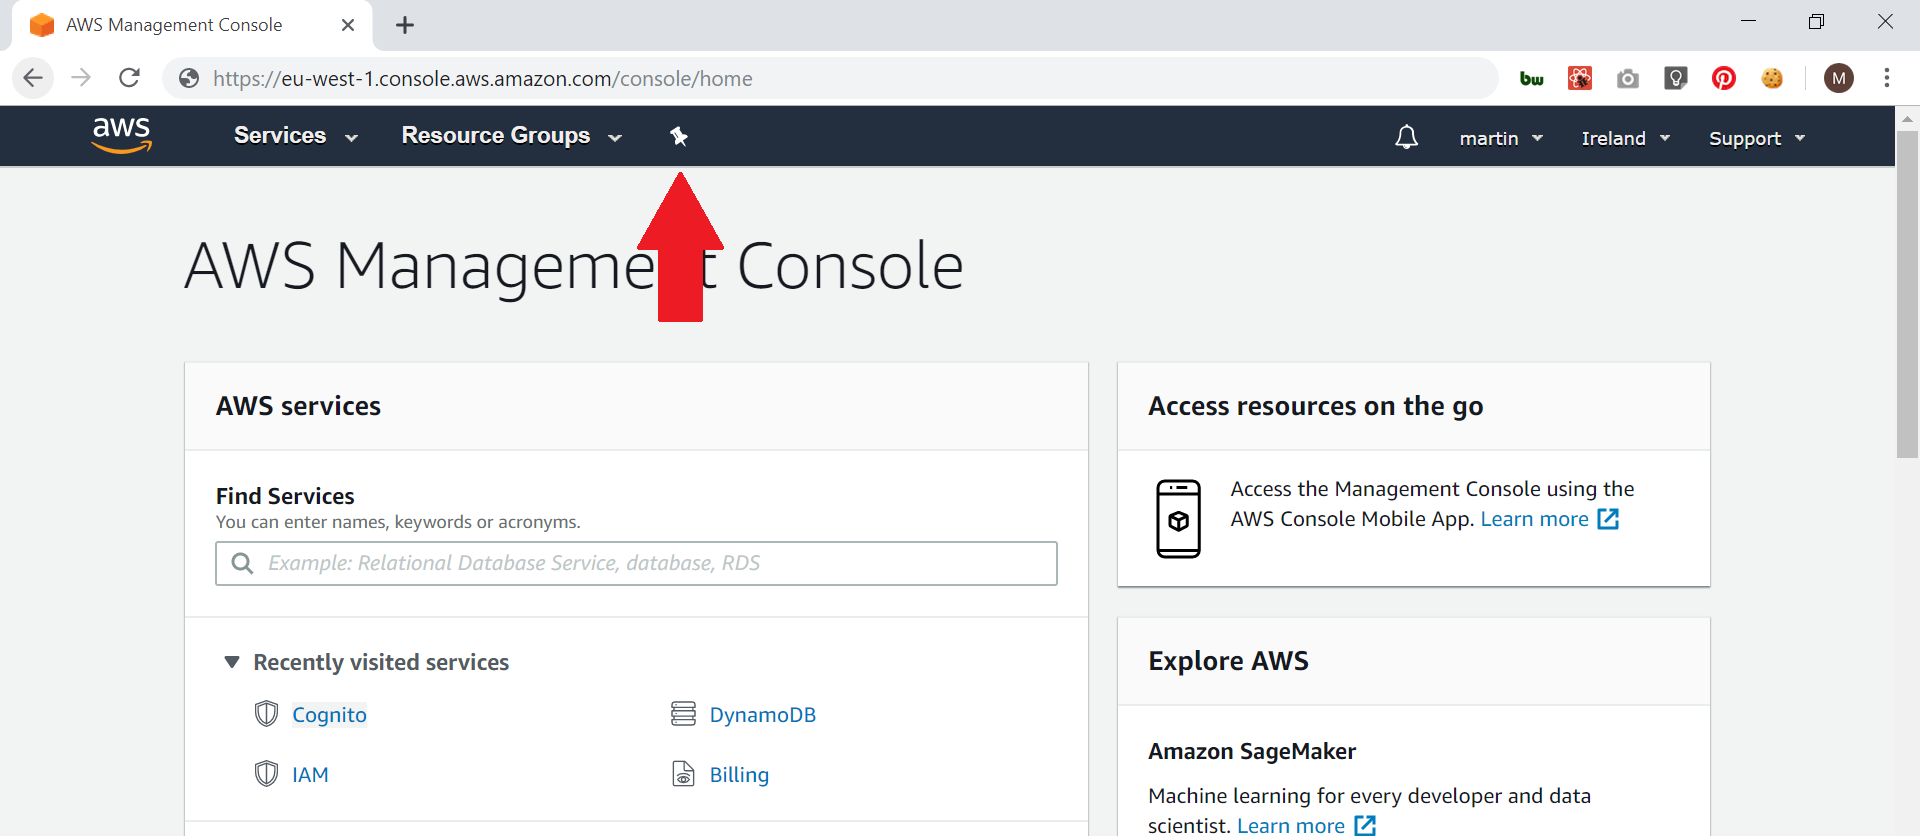 AWS Management Console
https://eu-west-1.console.aws.amazon.com/console/home
bw
M
aws
Services
Resource Groups
martin
Ireland
Support
AWS Management Console
AWS services
Find Services
You can enter names, keywords or acronyms.
Example: Relational Database Service, database, RDS
Recently visited services
Cognito
DynamoDB
IAM
Billing
Access resources on the go
Access the Management Console using the
AWS Console Mobile App. Learn more
Explore AWS
Amazon SageMaker
Machine learning for every developer and data
scientist. Learn more